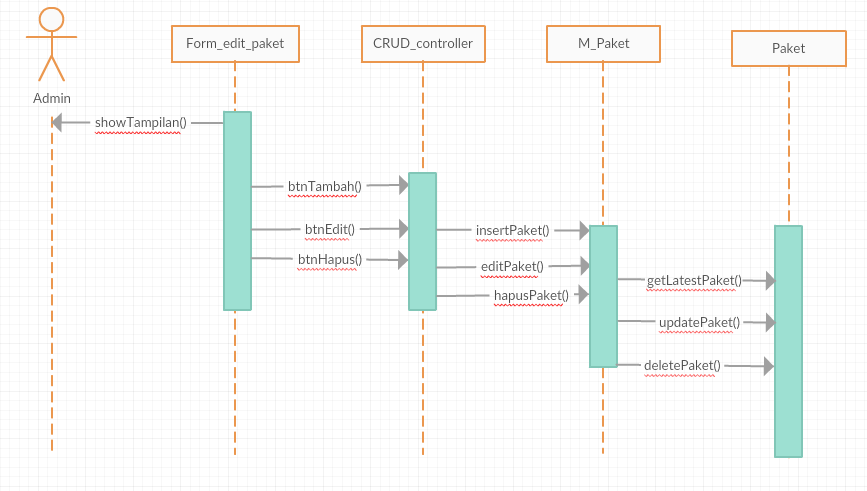 Form_edit_paket
CRUD_controller
M_Paket
Paket
Admin
showTampilan()
btnTambah()
btnEdit()
insertPaket()
btnHapus()
editPaket()
getLatestPaket()
hapusPaket()
updatePaket()
deletePaket()